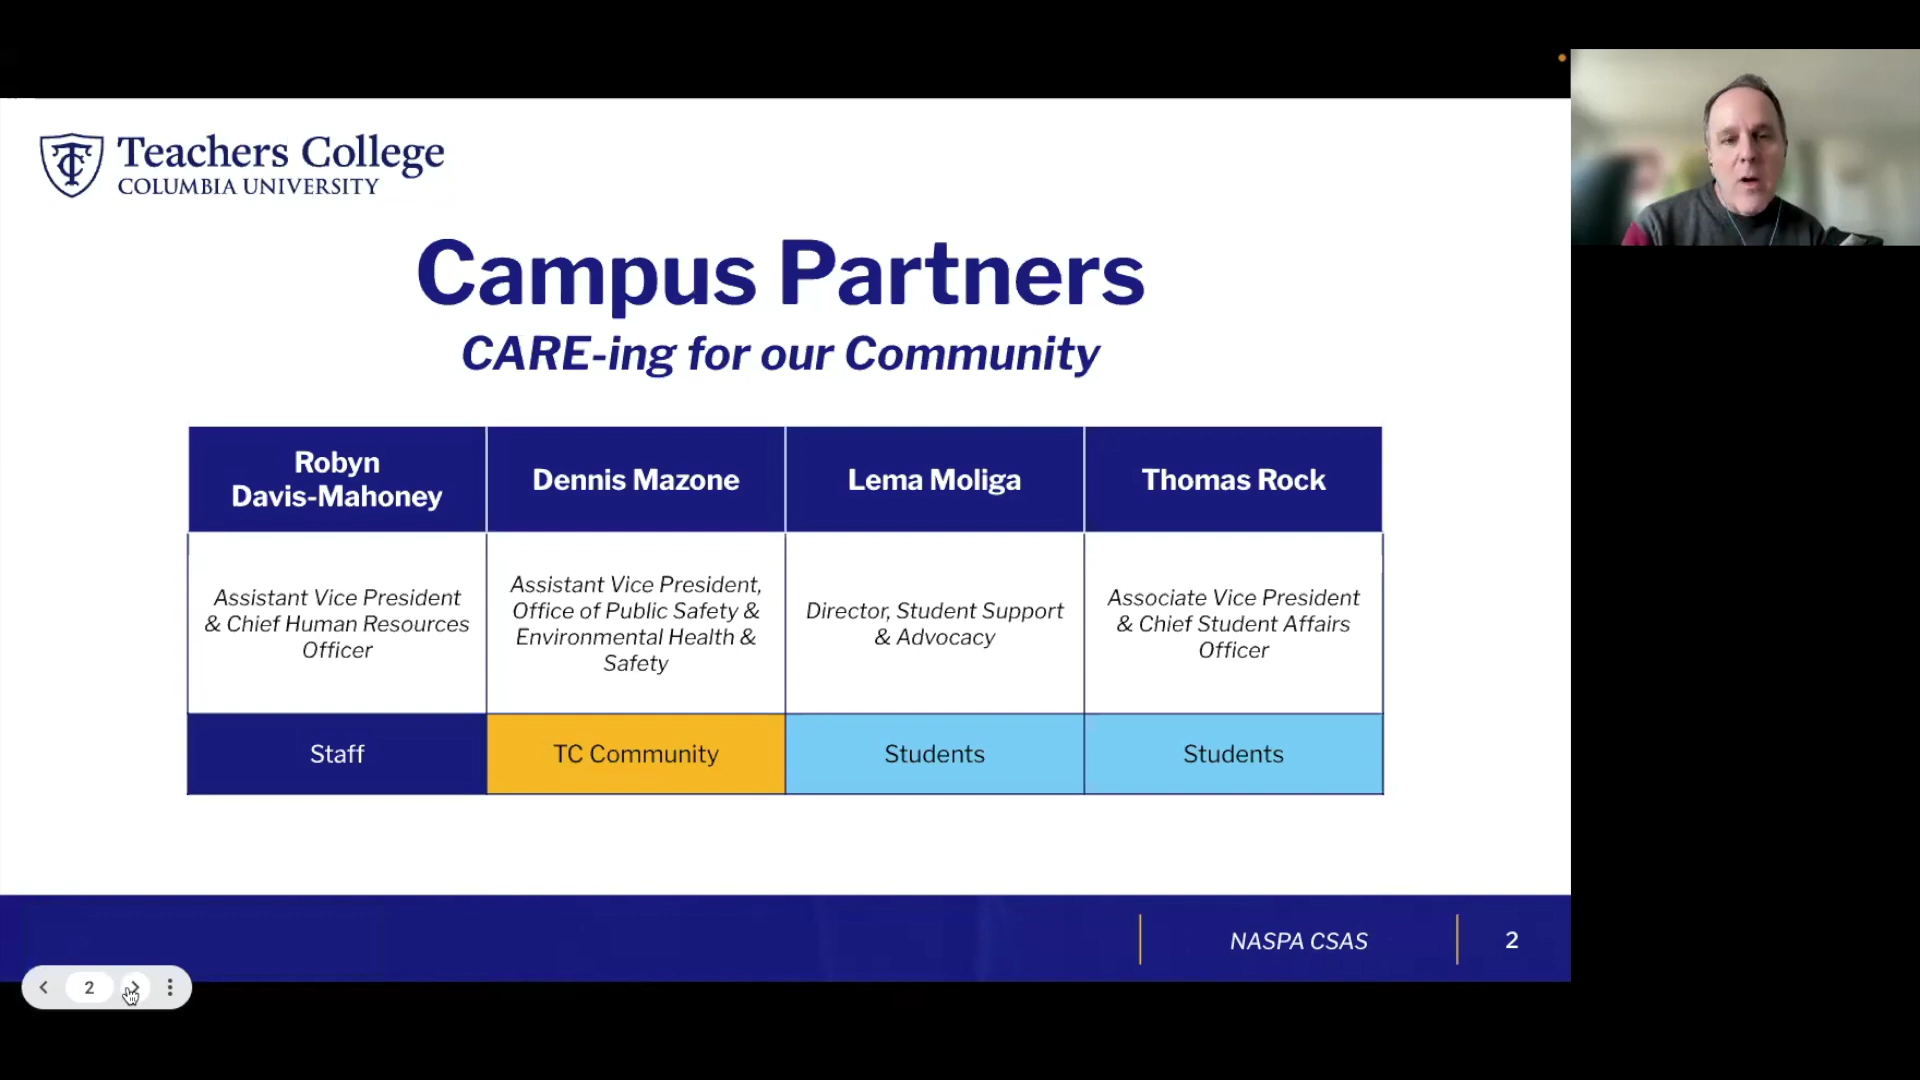 Teachers College
COLUMBIA UNIVERSITY
Campus Partners
CARE-ing for our Community
Robyn
Davis-Mahoney
Dennis Mazone
Lema Moliga
Thomas Rock
Assistant Vice President
& Chief Human Resources
Officer
Assistant Vice President,
Office of Public Safety &
Environmental Health &
Safety
Director, Student Support
& Advocacy
Associate Vice President
& Chief Student Affairs
Officer
Staff
TC Community
Students
Students
NASPA CSAS
2
2